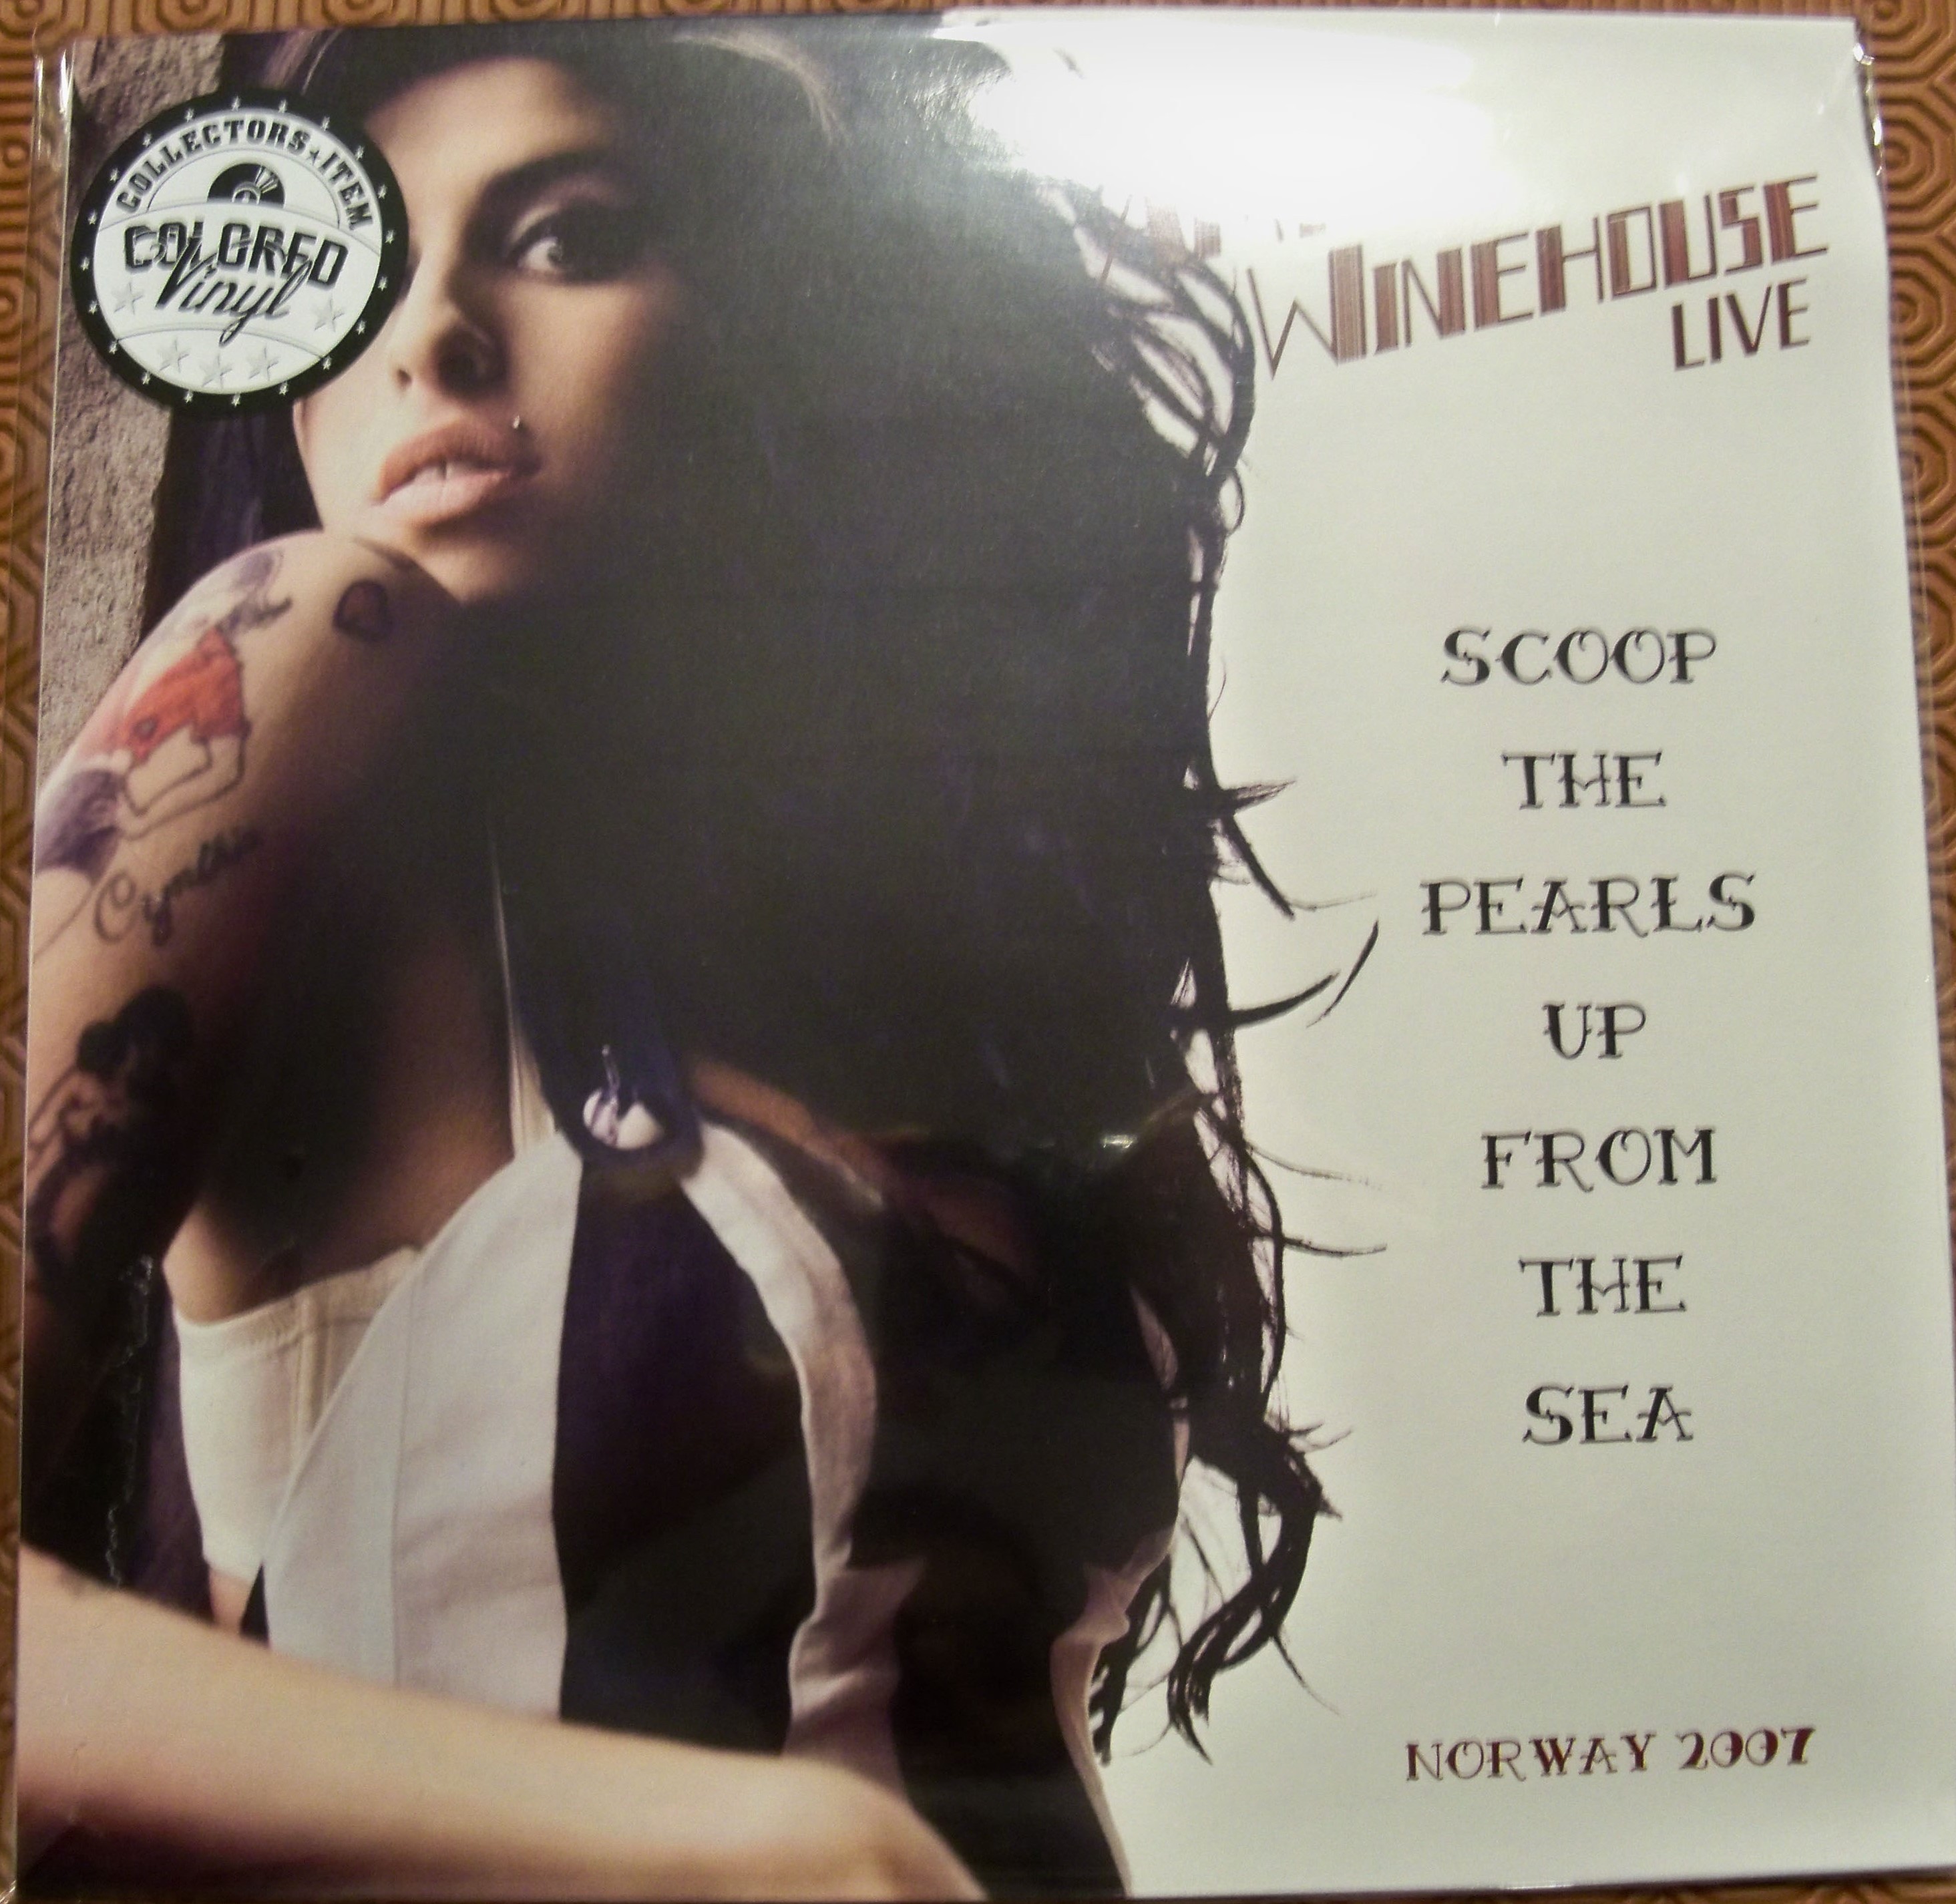 COLLECTORS★ITEM
COLORED
Vinyl
WINEHOUSE
LIVE
SCOOP
THE
PEARLS
UP
FROM
THE
SEA
NORWAY 2007